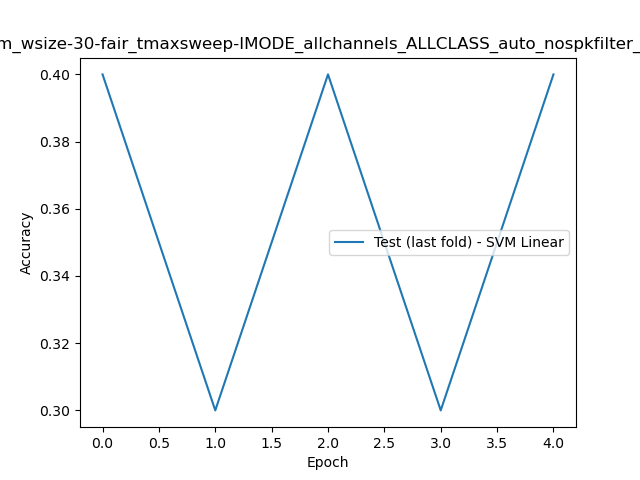 m_wsize-30-fair_tmaxsweep-IMODE_allchannels_ALLCLASS_auto_nospkfilter_
0.40
0.38
0.36
0.34
0.32
0.30
Accuracy
Test (last fold) - SVM Linear
0.0 0.5 1.0 1.5 2.0 2.5 3.0 3.5 4.0
Epoch